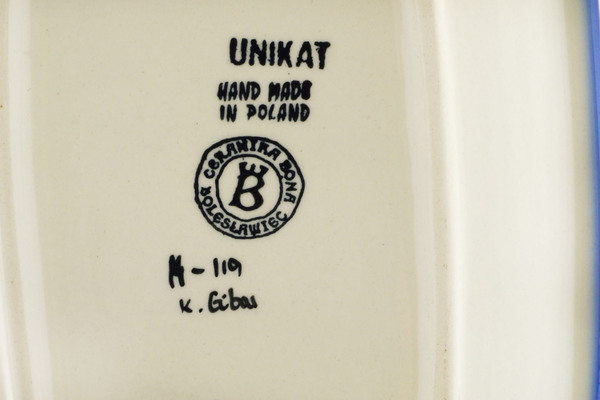 UNIKAT
HAND MADE
IN POLAND
CERAMIKA BONA
B
BOLESŁAWIEC
M-119
K. Gibas